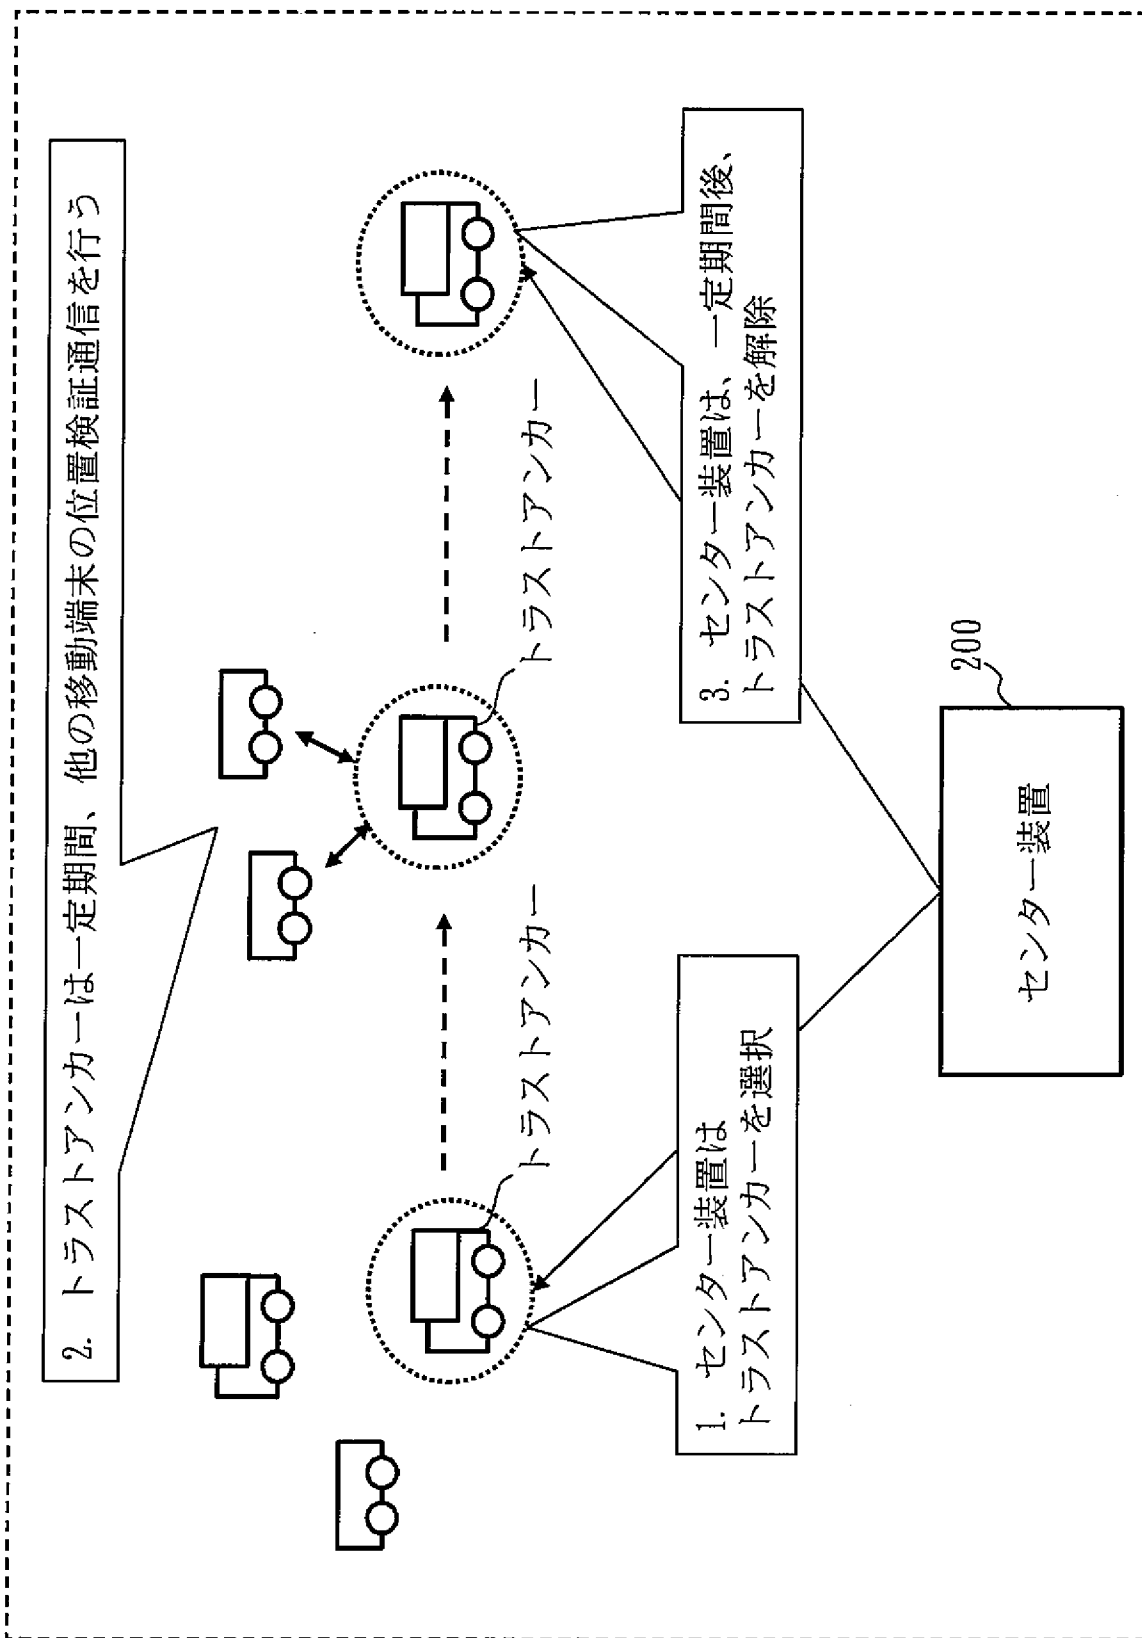 2. トラストアンカーは一定期間、他の移動端末の位置検証通信を行う
トラストアンカー
トラストアンカー
1. センター装置は
トラストアンカーを選択
3. センター装置は、一定期間後、
トラストアンカーを解除
200
センター装置